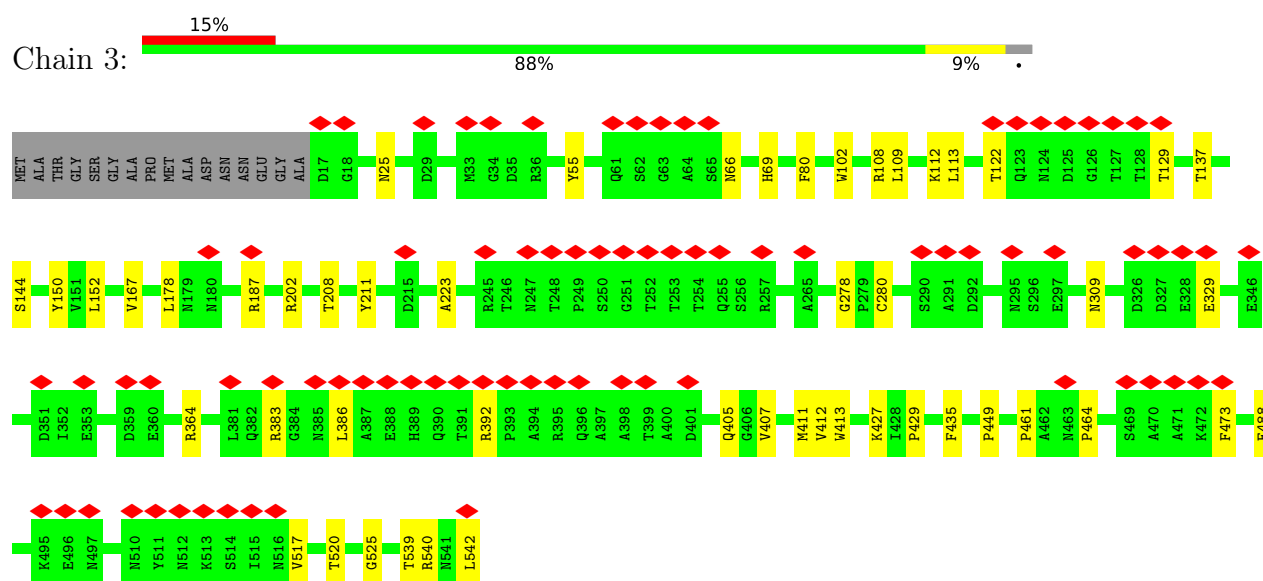 15%
Chain 3:
88% 9% •
MET ALA THR GLY SER GLY ALA PRO MET ALA ASP ASN ASN GLU GLY ALA D17 G18 N25 D29 M33 G34 D35 R36 Y55 Q61 S62 G63 A64 S65 N66 H69 F80 W102 R108 L109 K112 L113 T122 Q123 N124 D125 G126 T127 T128 T129 T137
S144 Y150 V151 L152 V167 L178 N179 N180 R187 R202 T208 Y211 D215 A223 R245 T246 N247 T248 P249 S250 G251 T252 T253 T254 Q255 S256 R257 A265 G278 P279 C280 S290 A291 D292 N295 S296 E297 N309 D326 D327 E328 E329 E346
D351 I352 E353 D359 E360 R364 L381 Q382 R383 G384 N385 L386 A387 E388 H389 Q390 T391 R392 P393 A394 R395 Q396 A397 A398 T399 A400 D401 Q405 G406 V407 M411 V412 W413 K427 I428 P429 F435 P449 P461 A462 N463 P464 S469 A470 A471 K472 F473
K495 E496 N497 N510 Y511 N512 K513 S514 I515 N516 V517 T520 G525 T539 R540 N541 L542